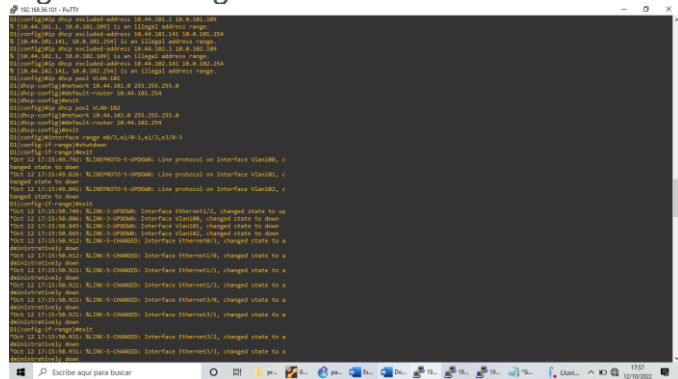 192.168.56.101 - PuTTY
D1(config)#ip dhcp excluded-address 10.44.101.1 10.0.101.109
% [10.44.101.1, 10.0.101.109] is an illegal address range.
D1(config)#ip dhcp excluded-address 10.44.101.141 10.0.101.254
% [10.44.101.141, 10.0.101.254] is an illegal address range.
D1(config)#ip dhcp excluded-address 10.44.102.1 10.0.102.109
% [10.44.102.1, 10.0.102.109] is an illegal address range.
D1(config)#ip dhcp excluded-address 10.44.102.141 10.0.102.254
% [10.44.102.141, 10.0.102.254] is an illegal address range.
D1(config)#ip dhcp pool VLAN-101
D1(dhcp-config)#network 10.44.101.0 255.255.255.0
D1(dhcp-config)#default-router 10.44.101.254
D1(dhcp-config)#exit
D1(config)#ip dhcp pool VLAN-102
D1(dhcp-config)#network 10.44.102.0 255.255.255.0
D1(dhcp-config)#default-router 10.44.102.254
D1(dhcp-config)#exit
D1(config)#interface range e0/3,e1/0-1,e1/3,e3/0-3
D1(config-if-range)#shutdown
D1(config-if-range)#exit
*Oct 12 17:15:49.792: %LINEPROTO-5-UPDOWN: Line protocol on Interface Vlan100, c
hanged state to down
*Oct 12 17:15:49.826: %LINEPROTO-5-UPDOWN: Line protocol on Interface Vlan101, c
hanged state to down
*Oct 12 17:15:49.841: %LINEPROTO-5-UPDOWN: Line protocol on Interface Vlan102, c
hanged state to down
D1(config-if-range)#exit
*Oct 12 17:15:50.749: %LINK-3-UPDOWN: Interface Ethernet1/2, changed state to up
*Oct 12 17:15:50.806: %LINK-3-UPDOWN: Interface Vlan100, changed state to down
*Oct 12 17:15:50.845: %LINK-3-UPDOWN: Interface Vlan101, changed state to down
*Oct 12 17:15:50.865: %LINK-3-UPDOWN: Interface Vlan102, changed state to down
*Oct 12 17:15:50.912: %LINK-5-CHANGED: Interface Ethernet0/3, changed state to a
dministratively down
*Oct 12 17:15:50.912: %LINK-5-CHANGED: Interface Ethernet1/0, changed state to a
dministratively down
*Oct 12 17:15:50.921: %LINK-5-CHANGED: Interface Ethernet1/1, changed state to a
dministratively down
*Oct 12 17:15:50.921: %LINK-5-CHANGED: Interface Ethernet1/3, changed state to a
dministratively down
*Oct 12 17:15:50.921: %LINK-5-CHANGED: Interface Ethernet3/0, changed state to a
dministratively down
*Oct 12 17:15:50.921: %LINK-5-CHANGED: Interface Ethernet3/1, changed state to a
dministratively down
D1(config-if-range)#exit
*Oct 12 17:15:50.931: %LINK-5-CHANGED: Interface Ethernet3/2, changed state to a
dministratively down
*Oct 12 17:15:50.931: %LINK-5-CHANGED: Interface Ethernet3/3, changed state to a
dministratively down
Escribe aquí para buscar
pr... G... pa... Es... De... 19... 19... 19... *Si... Lluvi... 17:57
12/10/2022